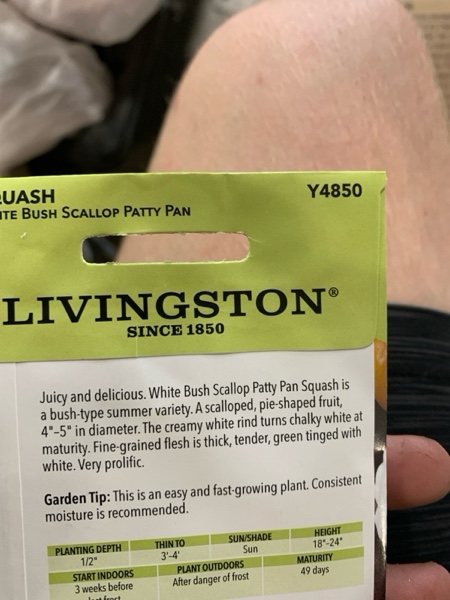 UASH
ITE BUSH SCALLOP PATTY PAN
Y4850
LIVINGSTON®
SINCE 1850
Juicy and delicious. White Bush Scallop Patty Pan Squash is
a bush-type summer variety. A scalloped, pie-shaped fruit,
4"–5" in diameter. The creamy white rind turns chalky white at
maturity. Fine-grained flesh is thick, tender, green tinged with
white. Very prolific.
Garden Tip: This is an easy and fast-growing plant. Consistent
moisture is recommended.
PLANTING DEPTH THIN TO SUN/SHADE HEIGHT
1/2" 3'-4' Sun 18"-24"
START INDOORS PLANT OUTDOORS MATURITY
3 weeks before After danger of frost 49 days
last frost